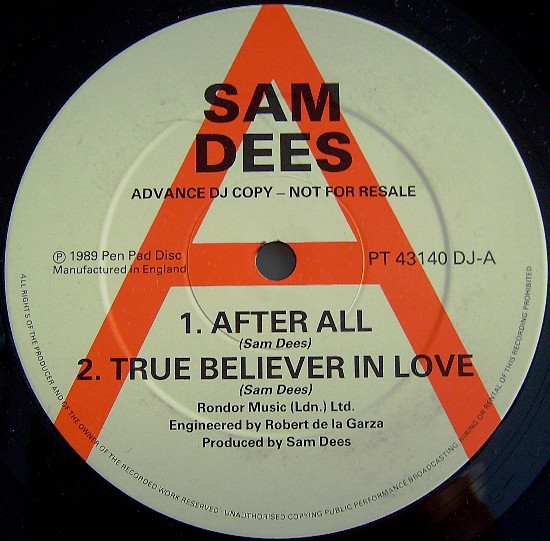 A
SAM
DEES
ADVANCE DJ COPY – NOT FOR RESALE
℗ 1989 Pen Pad Disc
Manufactured in England
PT 43140 DJ-A
1. AFTER ALL
(Sam Dees)
2. TRUE BELIEVER IN LOVE
(Sam Dees)
Rondor Music (Ldn.) Ltd.
Engineered by Robert de la Garza
Produced by Sam Dees
ALL RIGHTS OF THE PRODUCER AND OF THE OWNER OF THE RECORDED WORK RESERVED · UNAUTHORISED COPYING PUBLIC PERFORMANCE BROADCASTING, HIRING OR RENTAL OF THIS RECORDING PROHIBITED